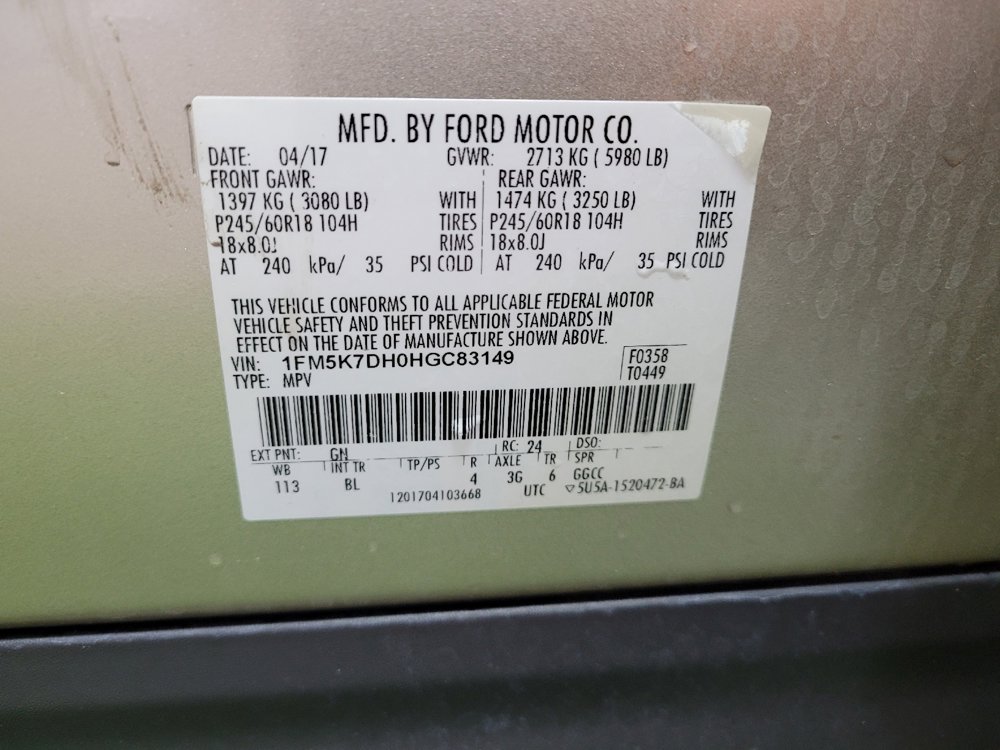 MFD. BY FORD MOTOR CO.
DATE: 04/17 GVWR: 2713 KG ( 5980 LB)
FRONT GAWR: REAR GAWR:
1397 KG ( 3080 LB) WITH 1474 KG ( 3250 LB) WITH
P245/60R18 104H TIRES P245/60R18 104H TIRES
18x8.0J RIMS 18x8.0J RIMS
AT 240 kPa/ 35 PSI COLD AT 240 kPa/ 35 PSI COLD
THIS VEHICLE CONFORMS TO ALL APPLICABLE FEDERAL MOTOR
VEHICLE SAFETY AND THEFT PREVENTION STANDARDS IN
EFFECT ON THE DATE OF MANUFACTURE SHOWN ABOVE.
VIN: 1FM5K7DH0HGC83149 F0358
TYPE: MPV T0449
EXT PNT: GN RC: 24 DSO:
WB INT TR TP/PS R AXLE TR SPR
113 BL 4 3G 6 GGCC
1201704103668 UTC ▽5U5A-1520472-BA